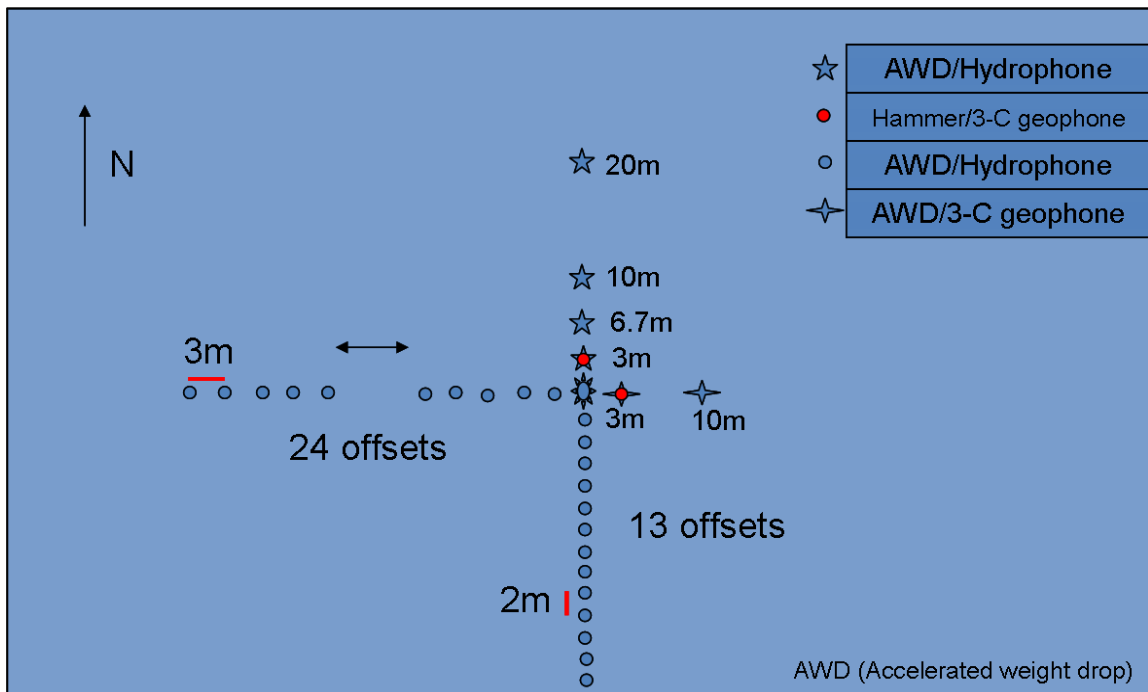 AWD/Hydrophone
Hammer/3-C geophone
AWD/Hydrophone
AWD/3-C geophone
N
20m
10m
6.7m
3m
3m
3m
10m
24 offsets
13 offsets
2m
AWD (Accelerated weight drop)